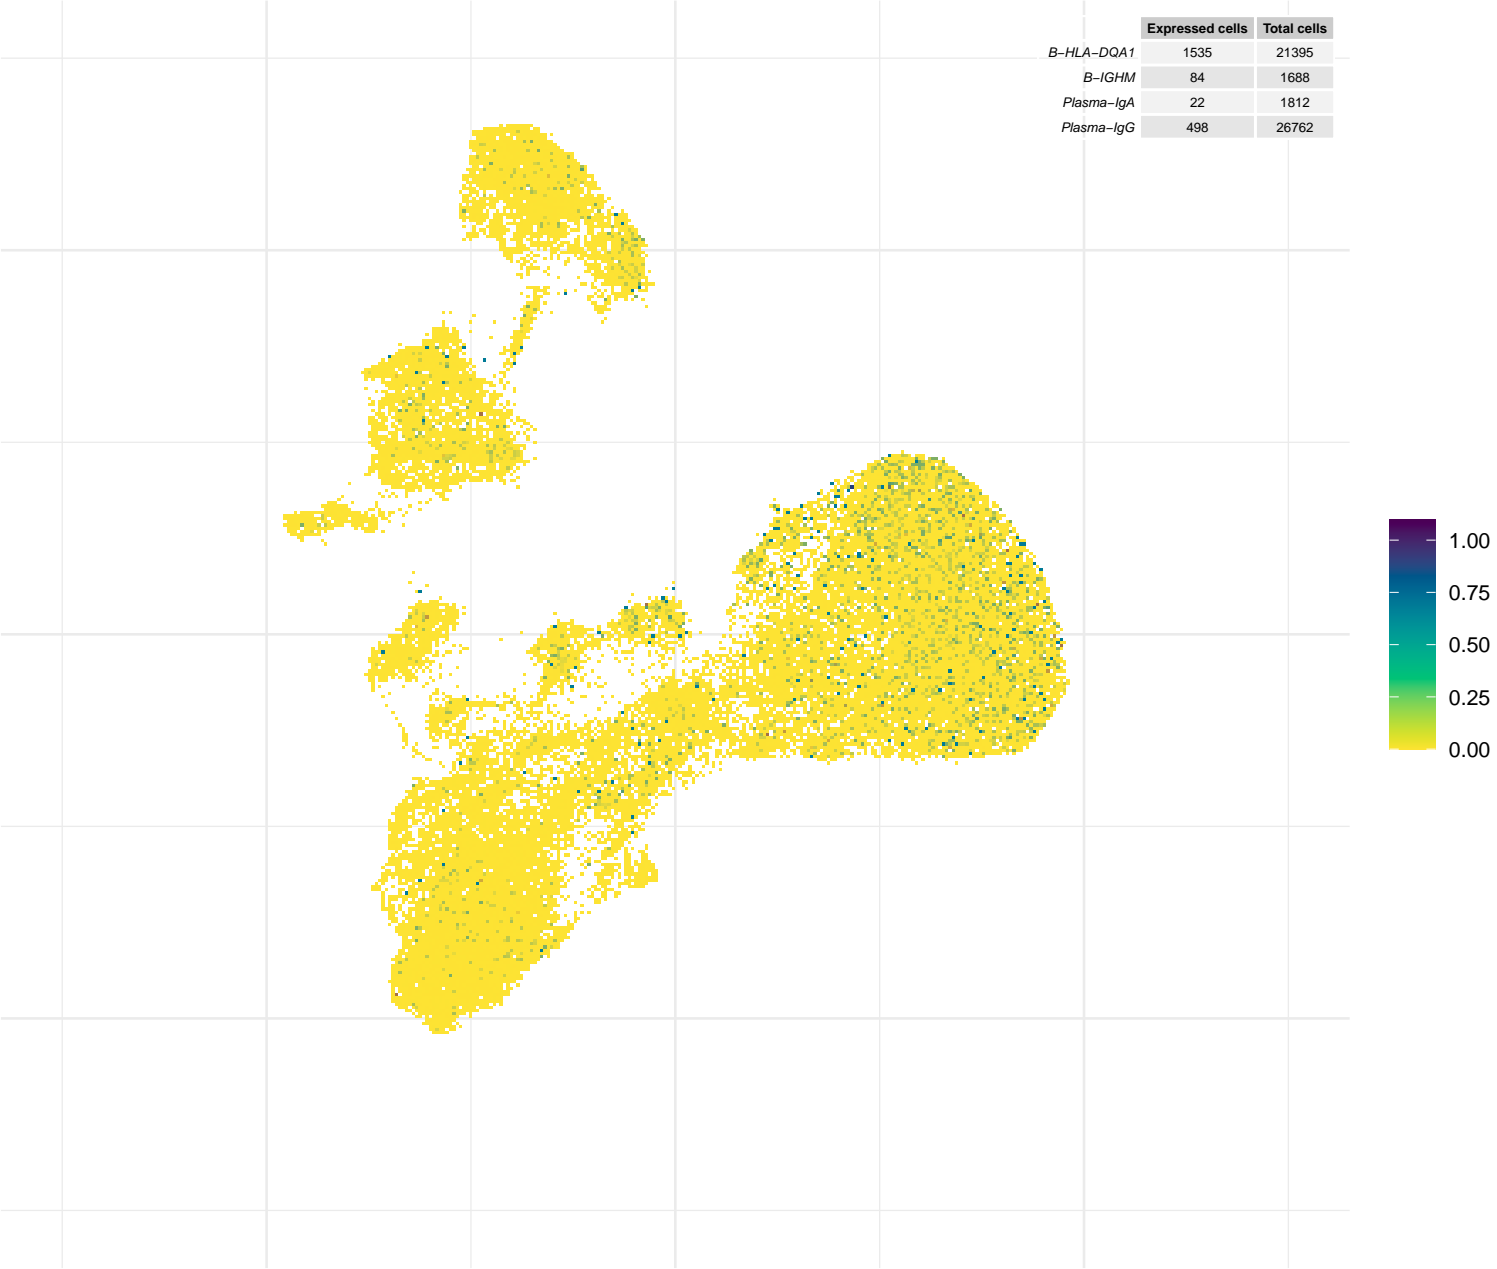 Expressed cells Total cells
B−HLA−DQA1 1535 21395
B−IGHM 84 1688
Plasma−IgA 22 1812
Plasma−IgG 498 26762
1.00
0.75
0.50
0.25
0.00